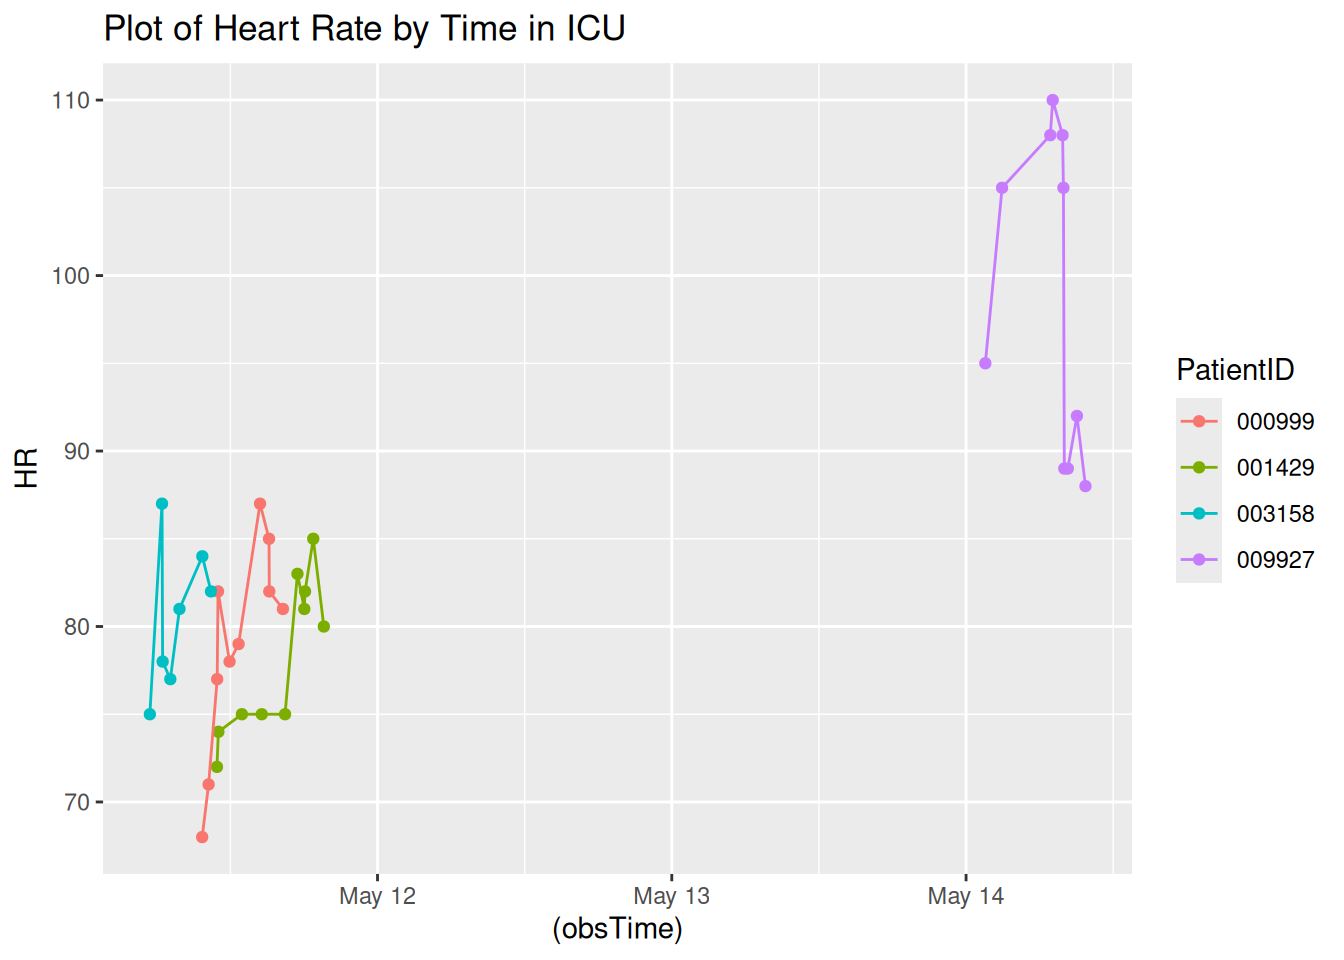 Plot of Heart Rate by Time in ICU
110
100
90
80
70
HR
May 12
May 13
May 14
(obsTime)
PatientID
000999
001429
003158
009927